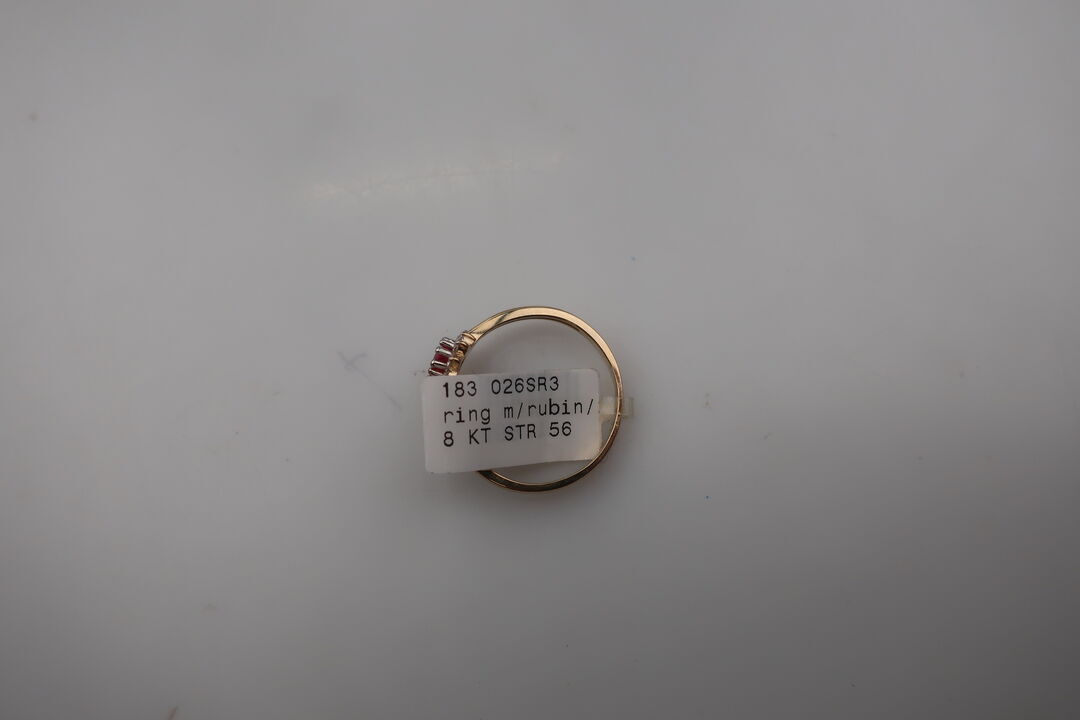 183 026SR3
ring m/rubin/
8 KT STR 56